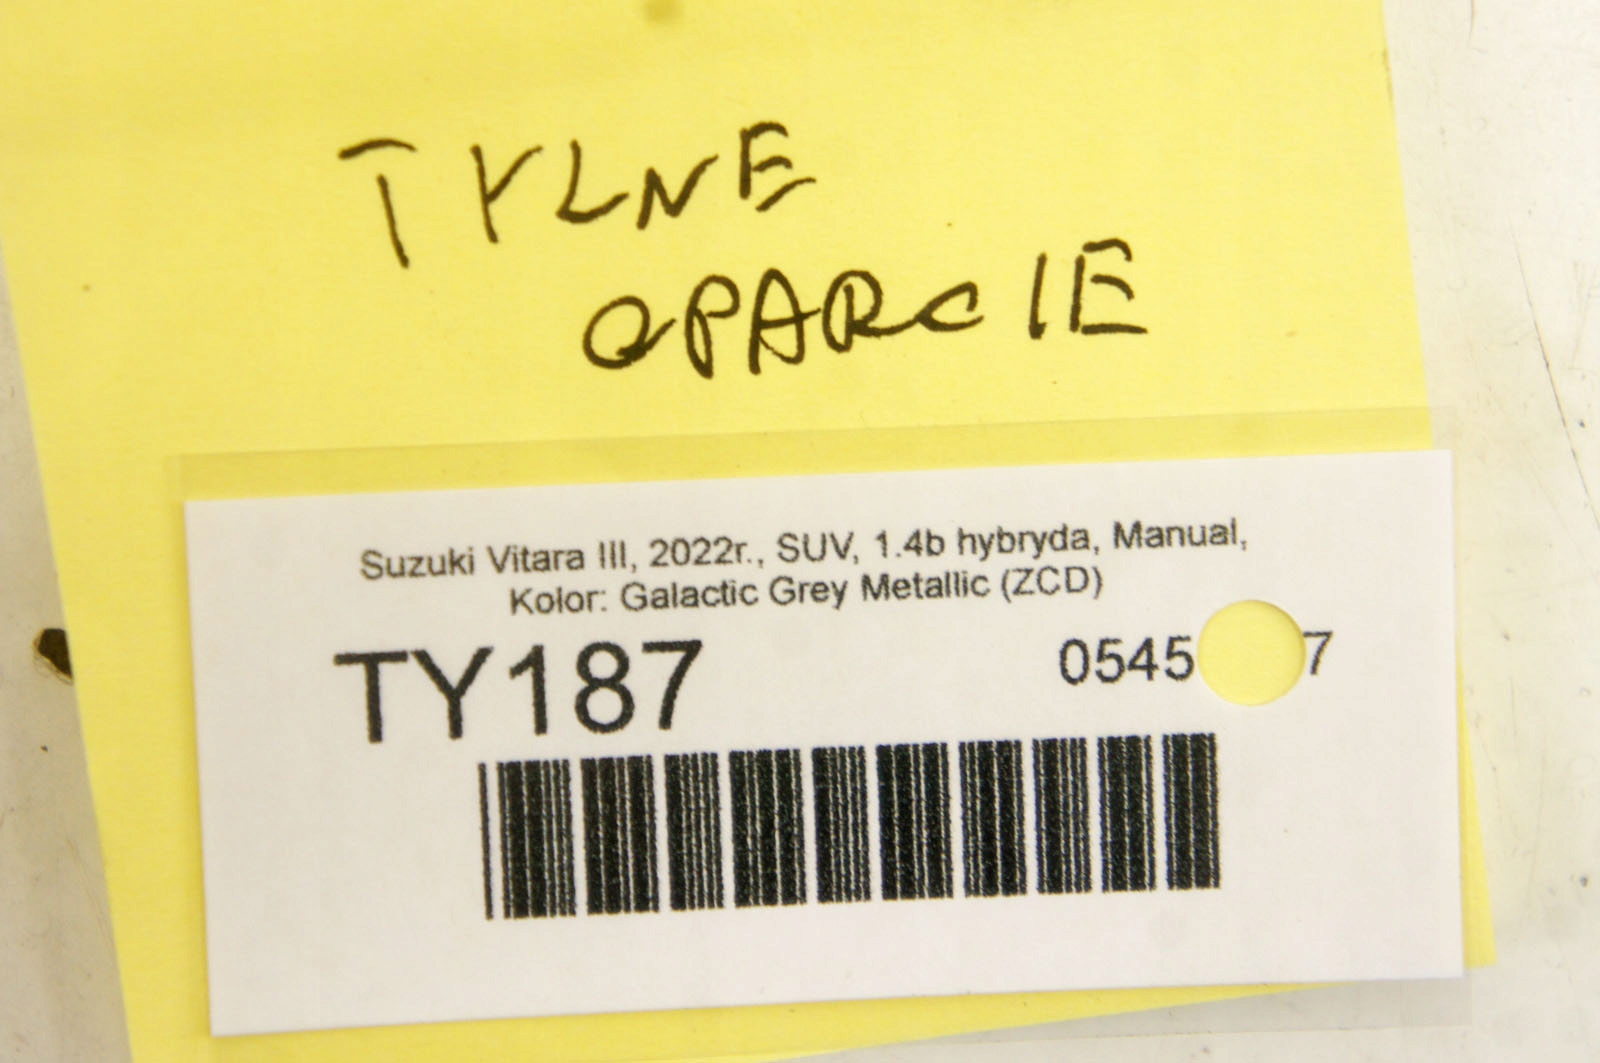 TYLNE
OPARCIE
Suzuki Vitara III, 2022r., SUV, 1.4b hybryda, Manual,
Kolor: Galactic Grey Metallic (ZCD)
TY187